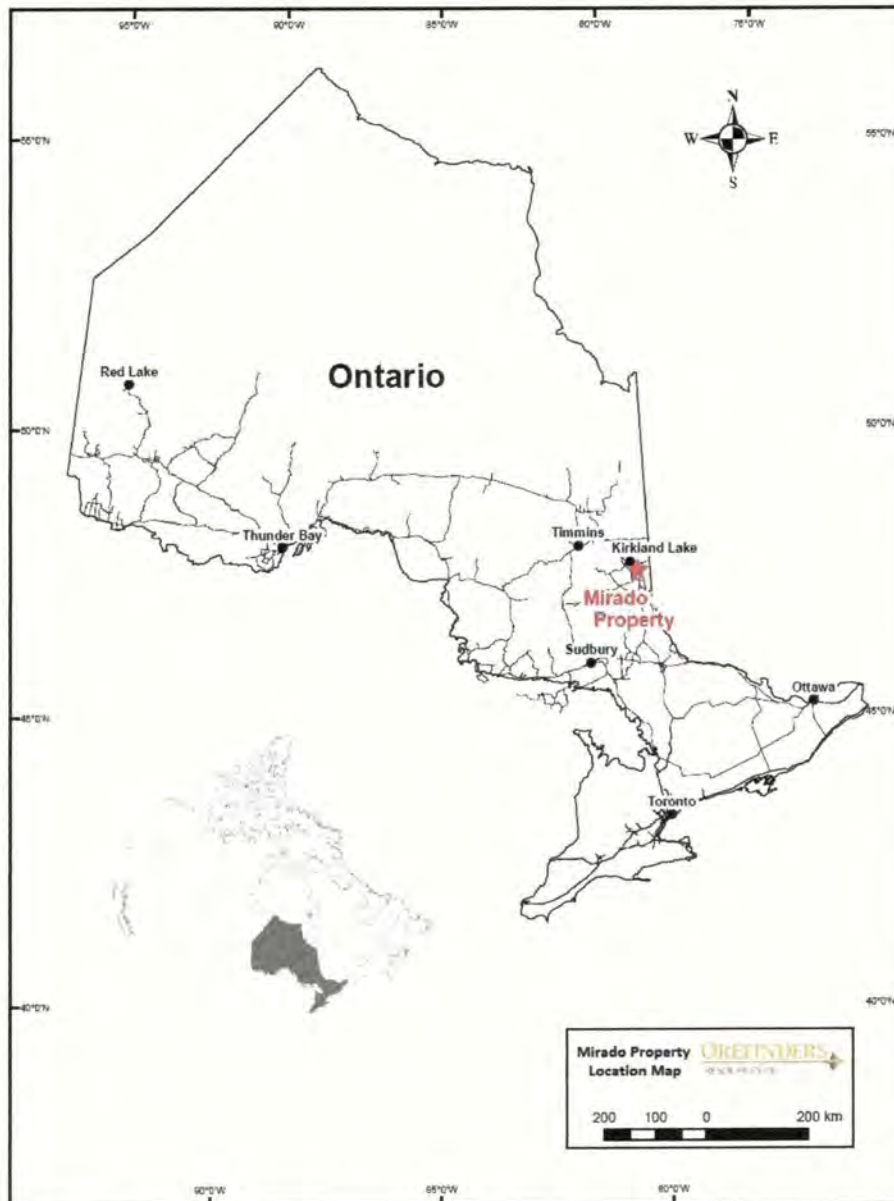 95°0'W 90°0'W 85°0'W 80°0'W 75°0'W
N
W E
S
55°0'N 55°0'N
Red Lake
Ontario
50°0'N 50°0'N
Thunder Bay
Timmins
Kirkland Lake
Mirado
Property
Sudbury
Ottawa
45°0'N 45°0'N
Toronto
40°0'N 40°0'N
Mirado Property
Location Map
OREFINDERS
200 100 0 200 km
90°0'W 85°0'W 80°0'W